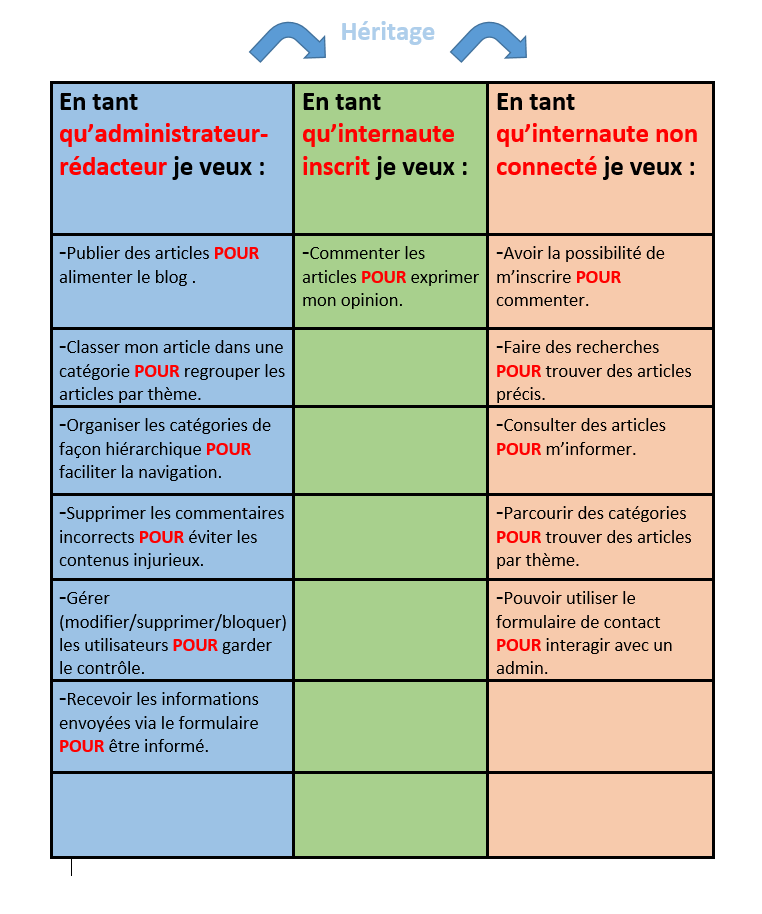 Héritage
En tant
qu’administrateur-
rédacteur je veux :
En tant
qu’internaute
inscrit je veux :
En tant
qu’internaute non
connecté je veux :
-Publier des articles POUR
alimenter le blog .
-Commenter les
articles POUR exprimer
mon opinion.
-Avoir la possibilité de
m’inscrire POUR
commenter.
-Classer mon article dans une
catégorie POUR regrouper les
articles par thème.
-Faire des recherches
POUR trouver des articles
précis.
-Organiser les catégories de
façon hiérarchique POUR
faciliter la navigation.
-Consulter des articles
POUR m’informer.
-Supprimer les commentaires
incorrects POUR éviter les
contenus injurieux.
-Parcourir des catégories
POUR trouver des articles
par thème.
-Gérer
(modifier/supprimer/bloquer)
les utilisateurs POUR garder
le contrôle.
-Pouvoir utiliser le
formulaire de contact
POUR interagir avec un
admin.
-Recevoir les informations
envoyées via le formulaire
POUR être informé.